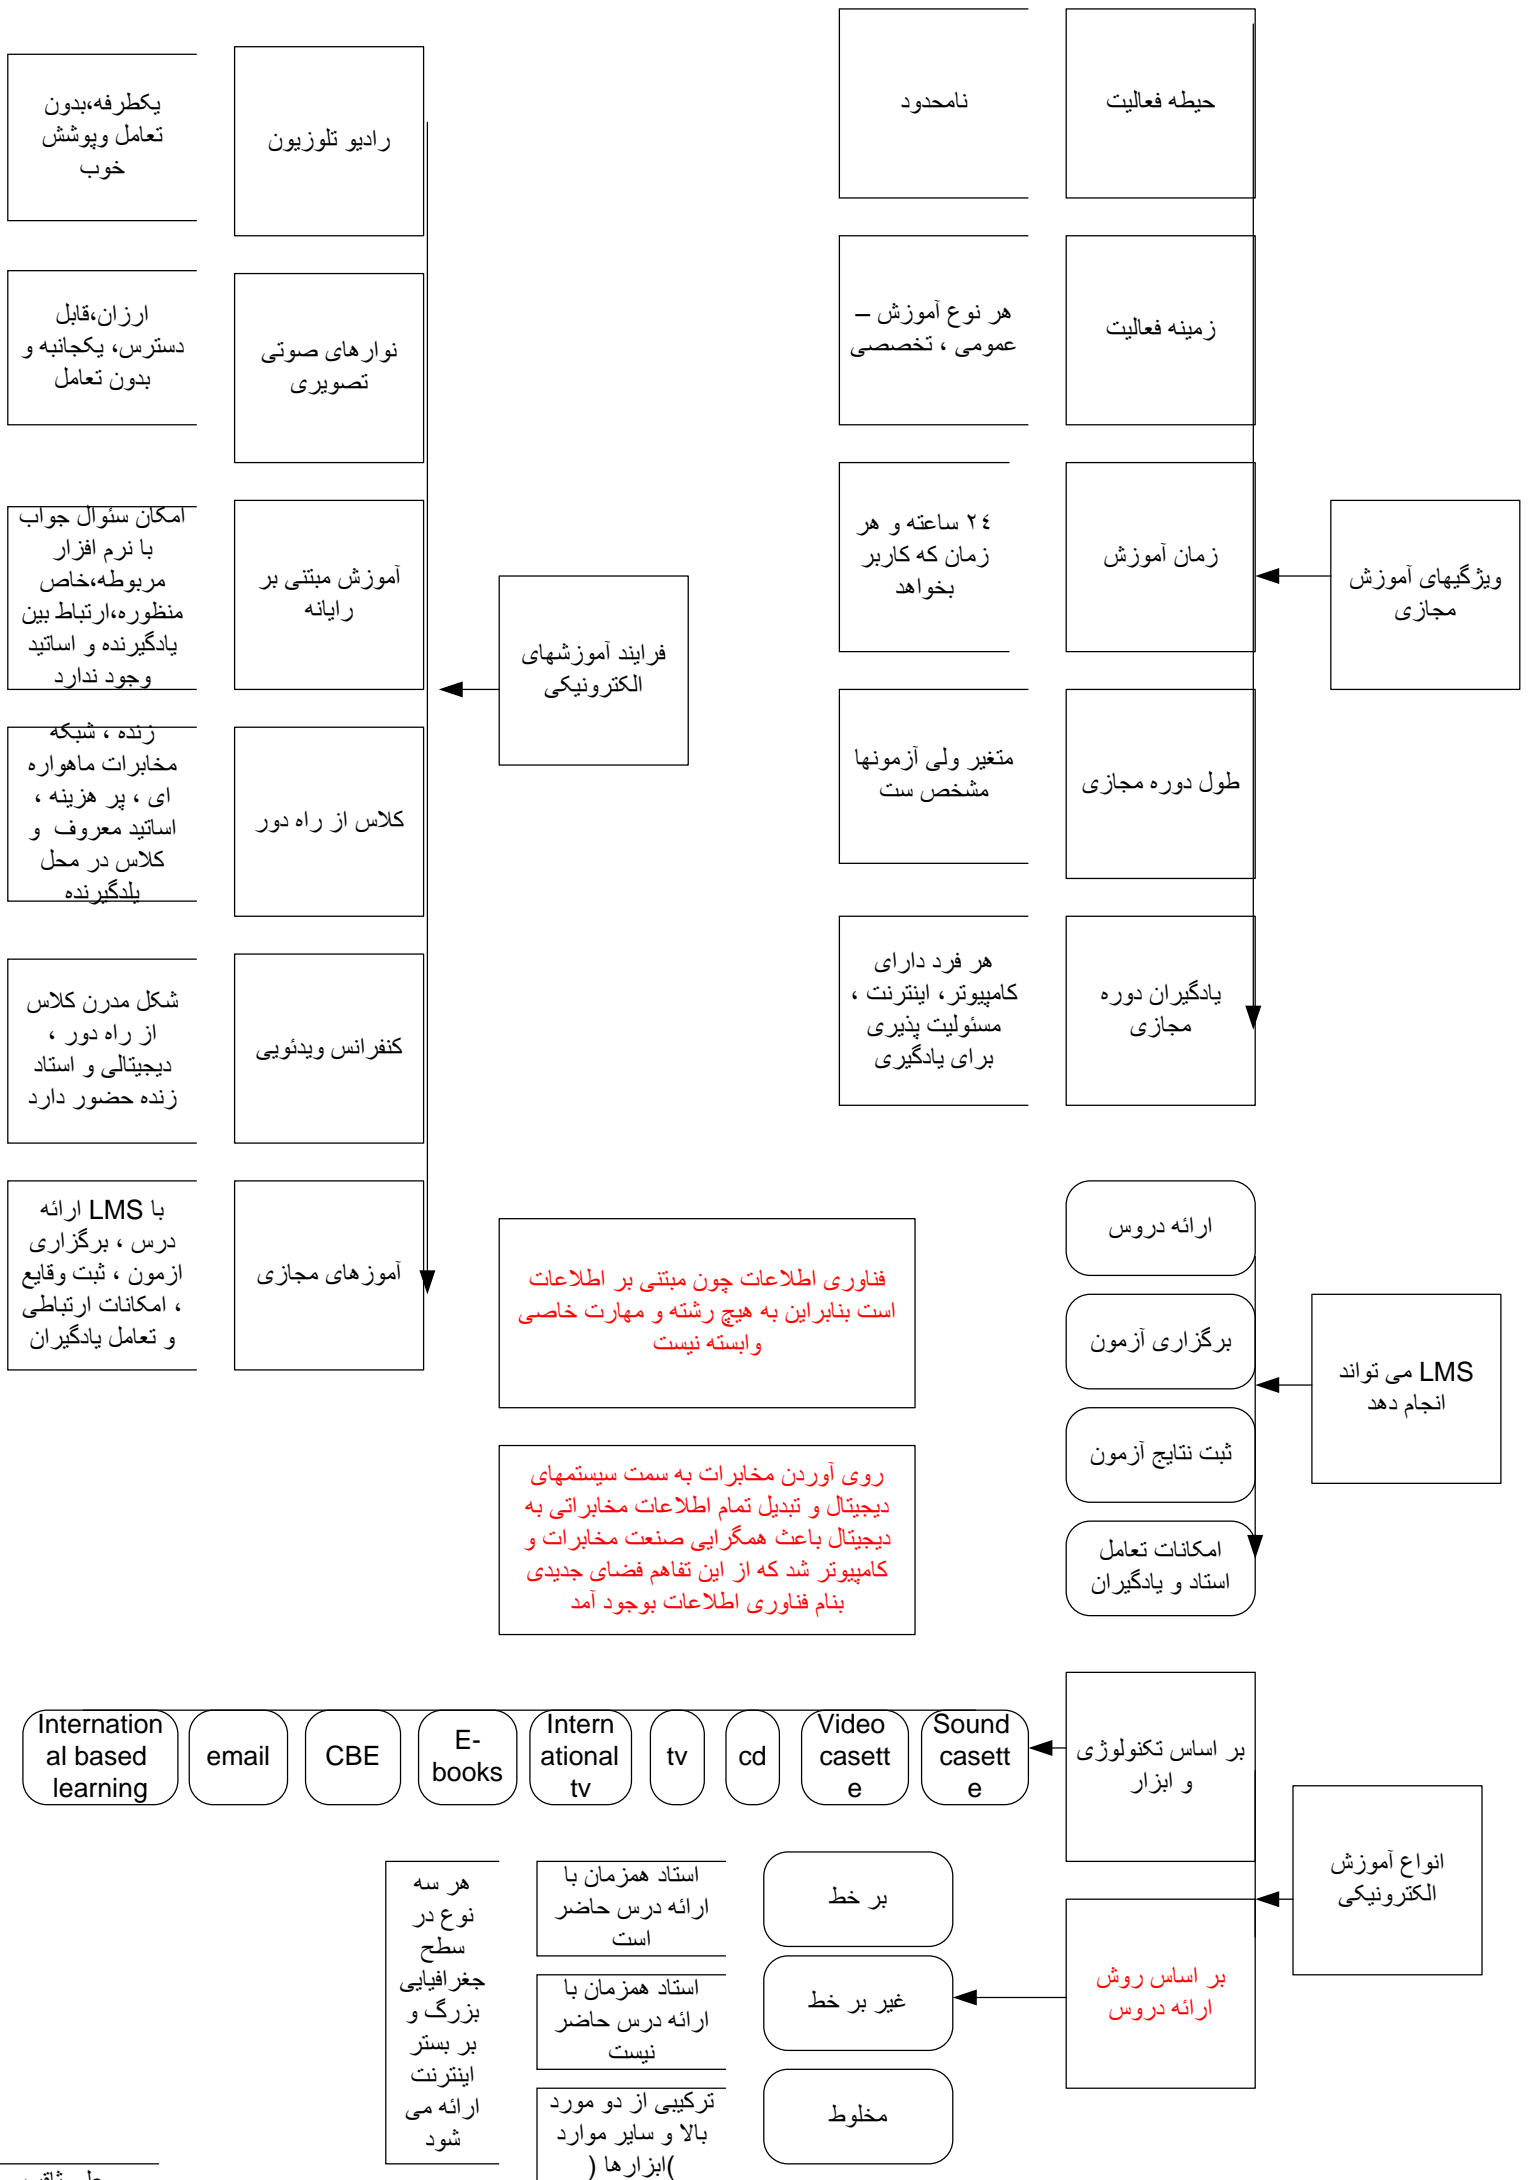 حیطه فعالیت
نامحدود
زمینه فعالیت
هر نوع آموزش –
عمومی ، تخصصی
زمان آموزش
٢٤ ساعته و هر
زمان که کاربر
بخواهد
ویژگیهای آموزش
مجازی
طول دوره مجازی
متغیر ولی آزمونها
مشخص ست
یادگیران دوره
مجازی
هر فرد دارای
کامپیوتر، اینترنت ،
مسئولیت پذیری
برای یادگیری
رادیو تلوزیون
یکطرفه،بدون
تعامل وپوشش
خوب
نوارهای صوتی
تصویری
ارزان،قابل
دسترس، یکجانبه و
بدون تعامل
آموزش مبتنی بر
رایانه
امکان سئوال جواب
با نرم افزار
مربوطه،خاص
منظوره،ارتباط بین
یادگیرنده و اساتید
وجود ندارد
فرایند آموزشهای
الکترونیکی
کلاس از راه دور
زنده ، شبکه
مخابرات ماهواره
ای ، پر هزینه ،
اساتید معروف و
کلاس در محل
یلدگیرنده
کنفرانس ویدئویی
شکل مدرن کلاس
از راه دور ،
دیجیتالی و استاد
زنده حضور دارد
آموزهای مجازی
با LMS ارائه
درس ، برگزاری
ازمون ، ثبت وقایع
، امکانات ارتباطی
و تعامل یادگیران
فناوری اطلاعات چون مبتنی بر اطلاعات
است بنابراین به هیچ رشته و مهارت خاصی
وابسته نیست
روی آوردن مخابرات به سمت سیستمهای
دیجیتال و تبدیل تمام اطلاعات مخابراتی به
دیجیتال باعث همگرایی صنعت مخابرات و
کامپیوتر شد که از این تفاهم فضای جدیدی
بنام فناوری اطلاعات بوجود آمد
ارائه دروس
برگزاری آزمون
LMS می تواند
انجام دهد
ثبت نتایج آزمون
امکانات تعامل
استاد و یادگیران
بر اساس تکنولوژی
و ابزار
Sound
casett
e
Video
casett
e
cd
tv
Intern
ational
tv
E-
books
CBE
email
Internation
al based
learning
انواع آموزش
الکترونیکی
بر اساس روش
ارائه دروس
بر خط
استاد همزمان با
ارائه درس حاضر
است
غیر بر خط
استاد همزمان با
ارائه درس حاضر
نیست
مخلوط
ترکیبی از دو مورد
بالا و سایر موارد
)ابزارها (
هر سه
نوع در
سطح
جغرافیایی
بزرگ و
بر بستر
اینترنت
ارائه می
شود